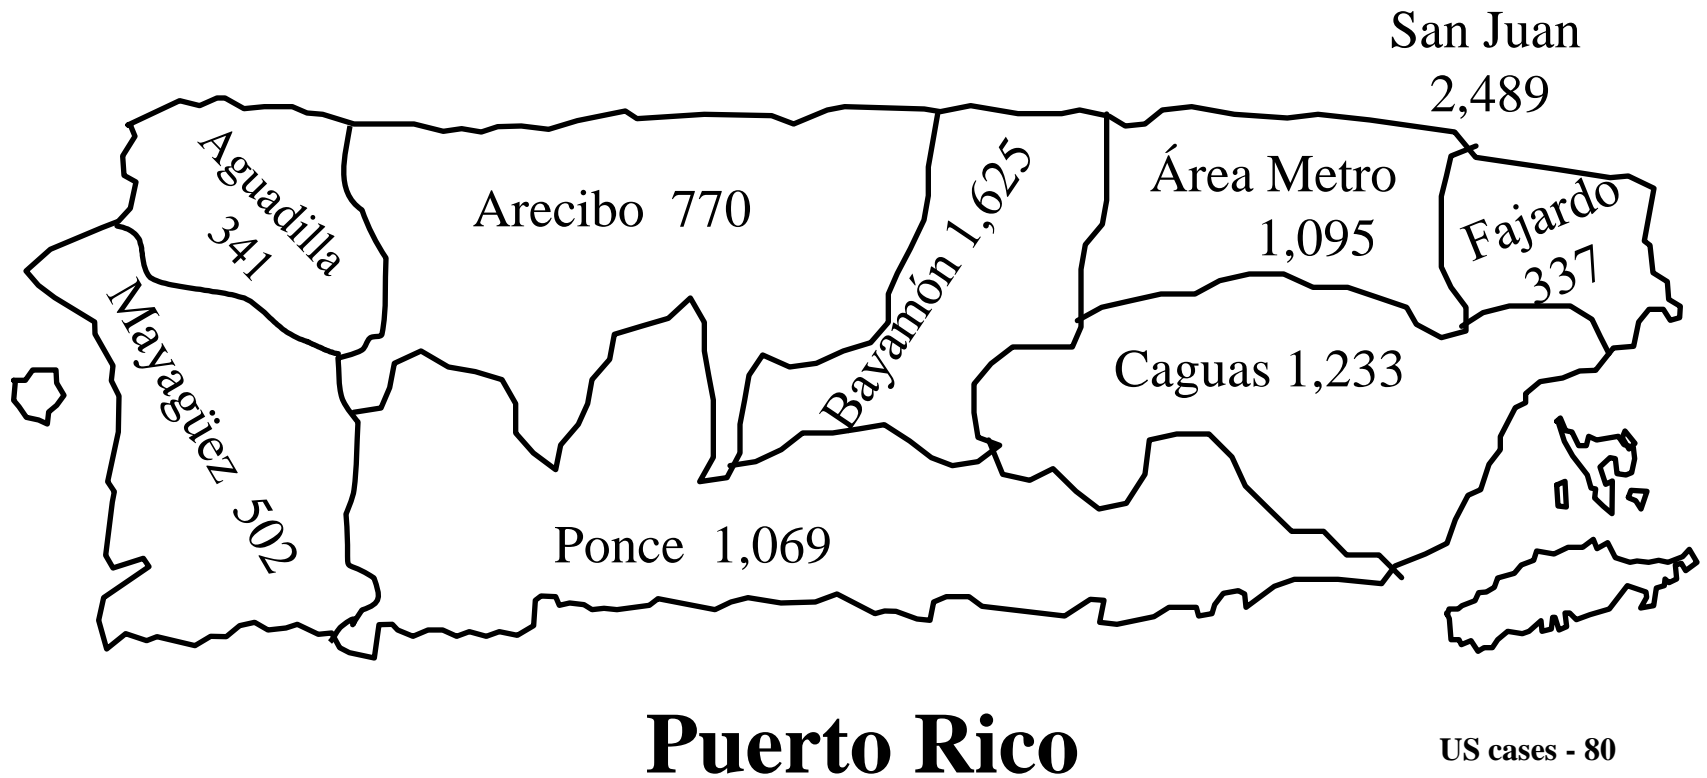 San Juan
2,489
Aguadilla
341
Arecibo 770
Bayamón 1,625
Área Metro
1,095
Fajardo
337
Mayagüez 502
Caguas 1,233
Ponce 1,069
Puerto Rico
US cases - 80